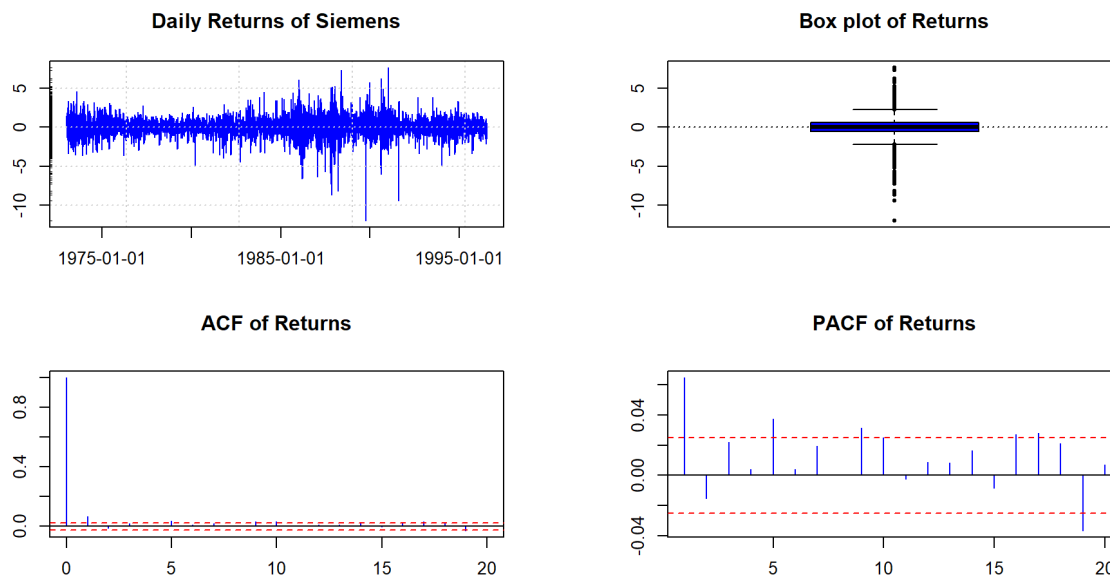 Daily Returns of Siemens
5
0
-5
-10
1975-01-01 1985-01-01 1995-01-01
Box plot of Returns
5
0
-5
-10
ACF of Returns
0.8
0.4
0.0
0 5 10 15 20
PACF of Returns
0.04
0.00
-0.04
5 10 15 20